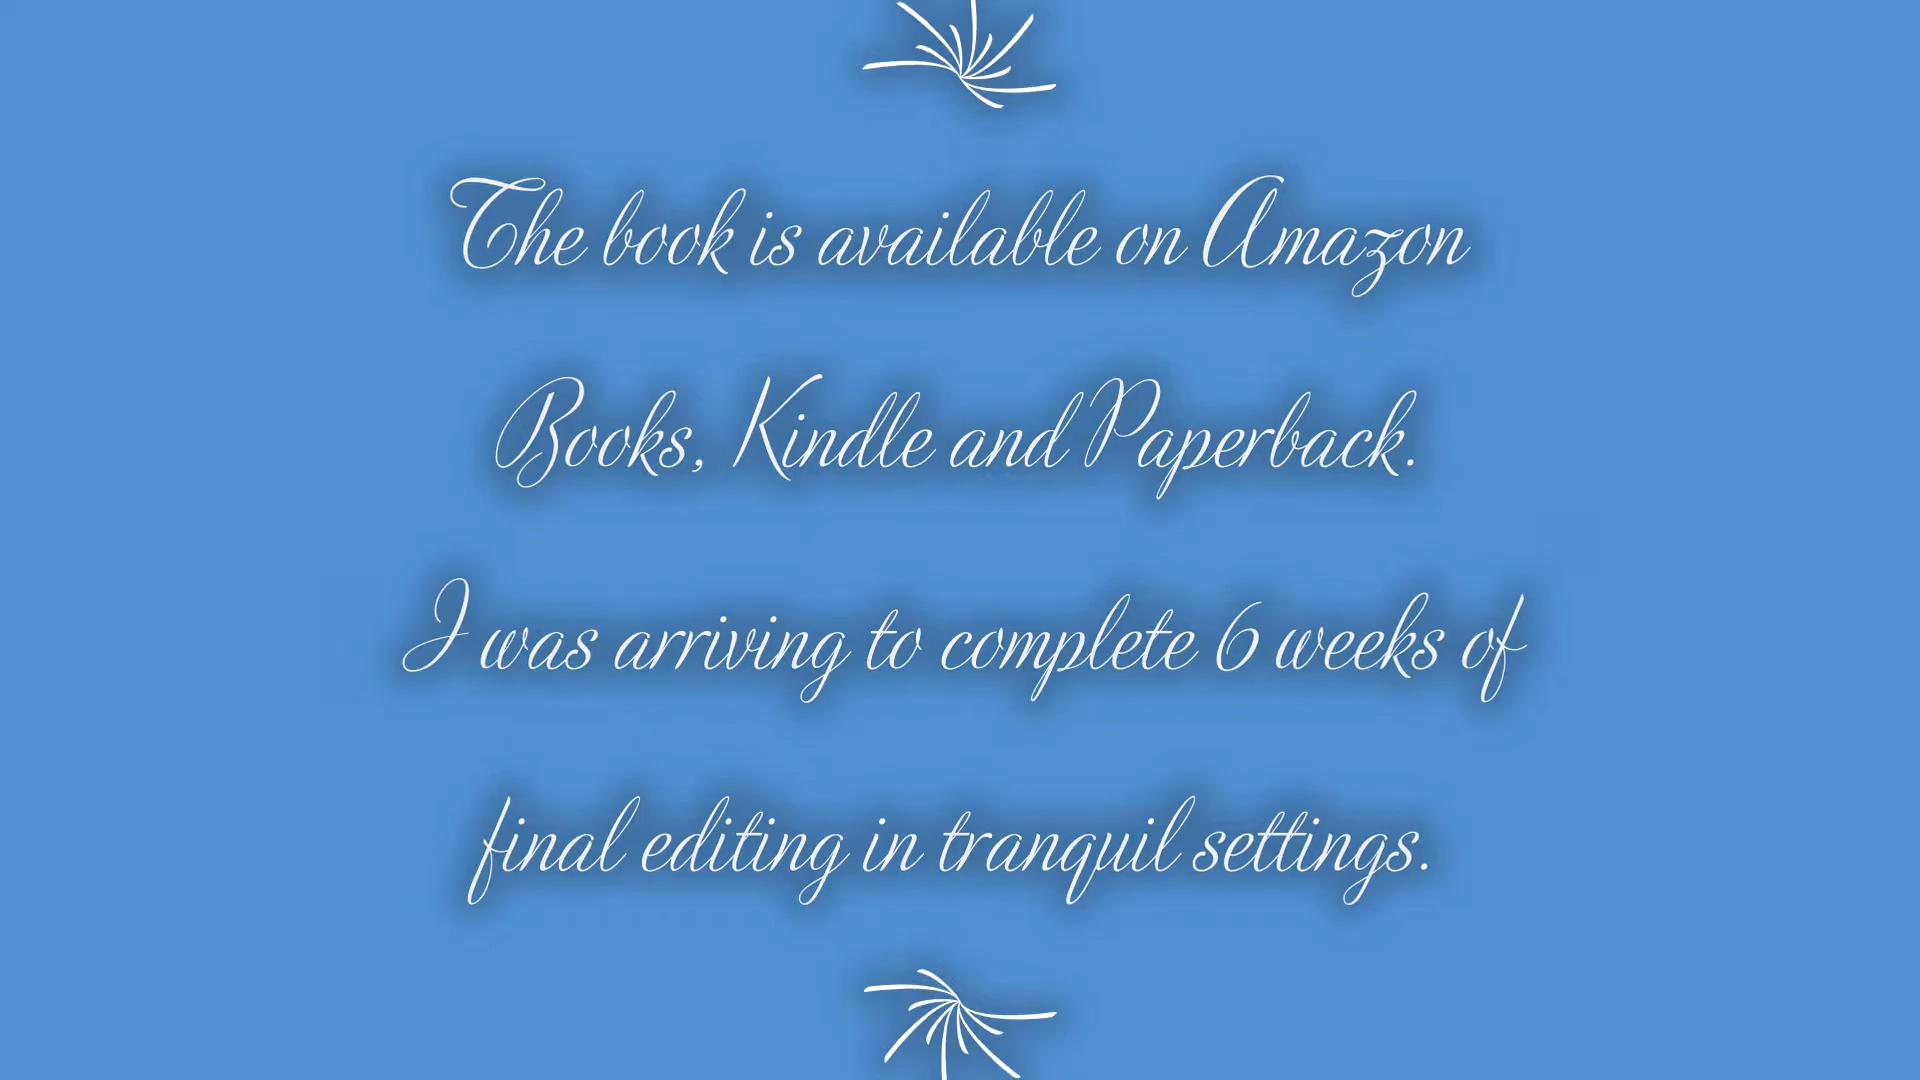 The book is available on Amazon
Books, Kindle and Paperback.
I was arriving to complete 6 weeks of
final editing in tranquil settings.